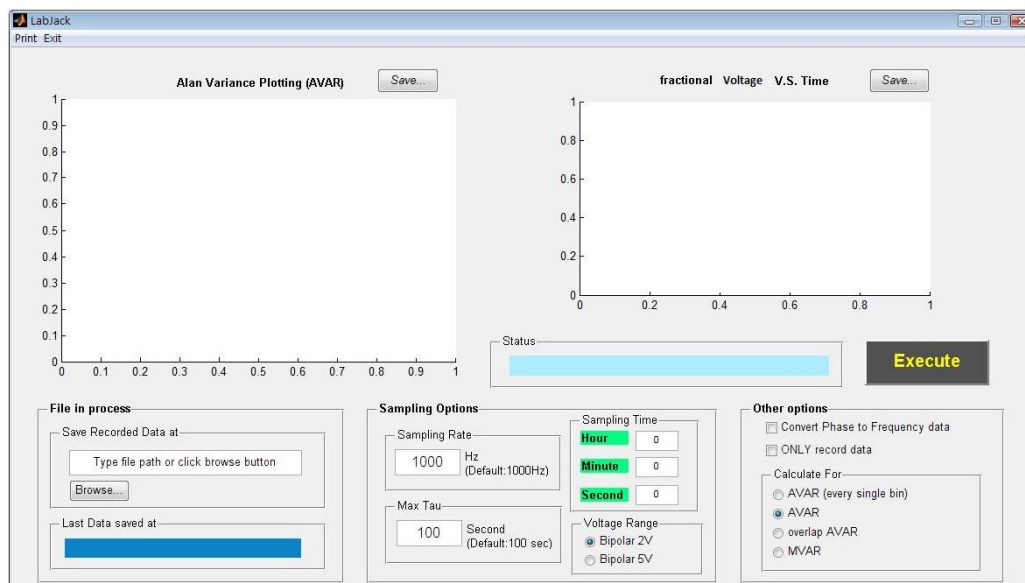 LabJack
Print Exit
Alan Variance Plotting (AVAR)
Save...
1
0.9
0.8
0.7
0.6
0.5
0.4
0.3
0.2
0.1
0
0 0.1 0.2 0.3 0.4 0.5 0.6 0.7 0.8 0.9 1
fractional Voltage V.S. Time
Save...
1
0.8
0.6
0.4
0.2
0
0 0.2 0.4 0.6 0.8 1
Status
Execute
File in process
Save Recorded Data at
Type file path or click browse button
Browse...
Last Data saved at
Sampling Options
Sampling Rate
1000 Hz
(Default:1000Hz)
Max Tau
100 Second
(Default:100 sec)
Sampling Time
Hour 0
Minute 0
Second 0
Voltage Range
Bipolar 2V
Bipolar 5V
Other options
Convert Phase to Frequency data
ONLY record data
Calculate For
AVAR (every single bin)
AVAR
overlap AVAR
MVAR